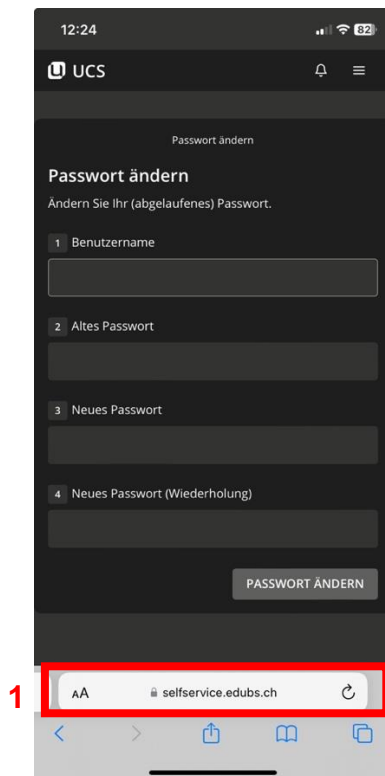 12:24
82
UCS
Passwort ändern
Passwort ändern
Ändern Sie Ihr (abgelaufenes) Passwort.
1 Benutzername
2 Altes Passwort
3 Neues Passwort
4 Neues Passwort (Wiederholung)
PASSWORT ÄNDERN
1
AA selfservice.edubs.ch